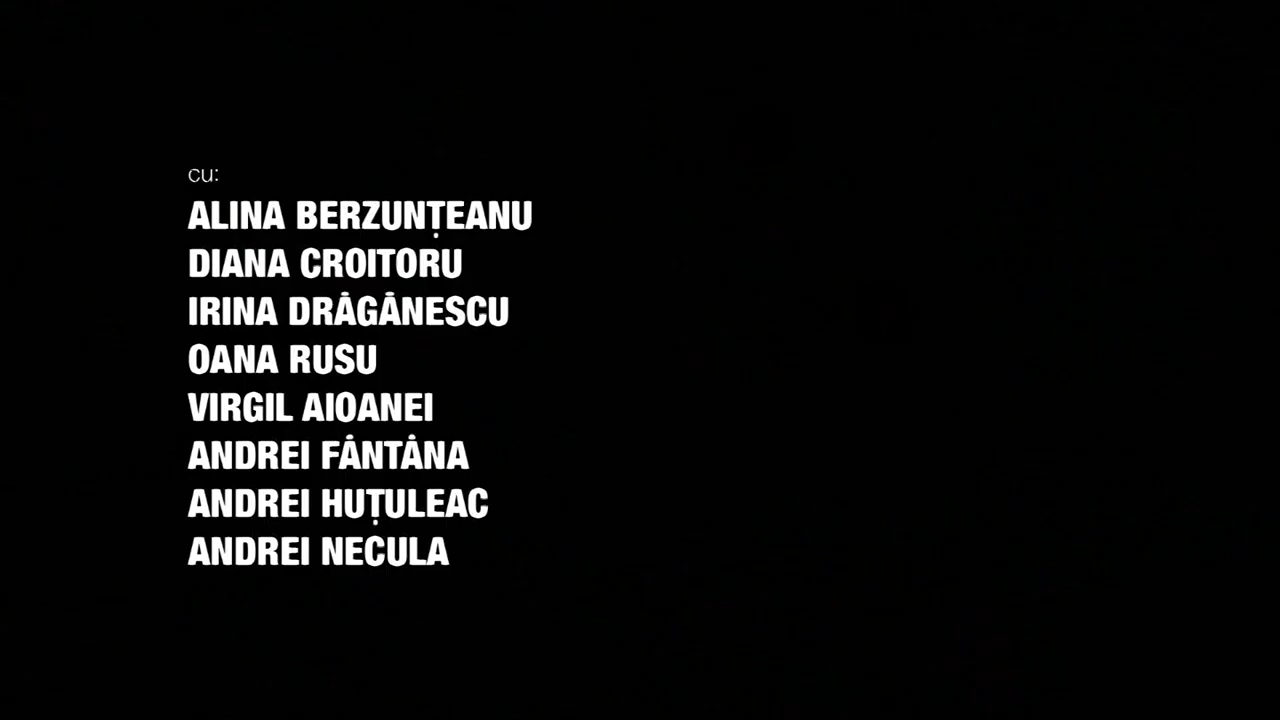 cu:
ALINA BERZUNȚEANU
DIANA CROITORU
IRINA DRĂGĂNESCU
OANA RUSU
VIRGIL AIOANEI
ANDREI FÂNTÂNA
ANDREI HUȚULEAC
ANDREI NECULA